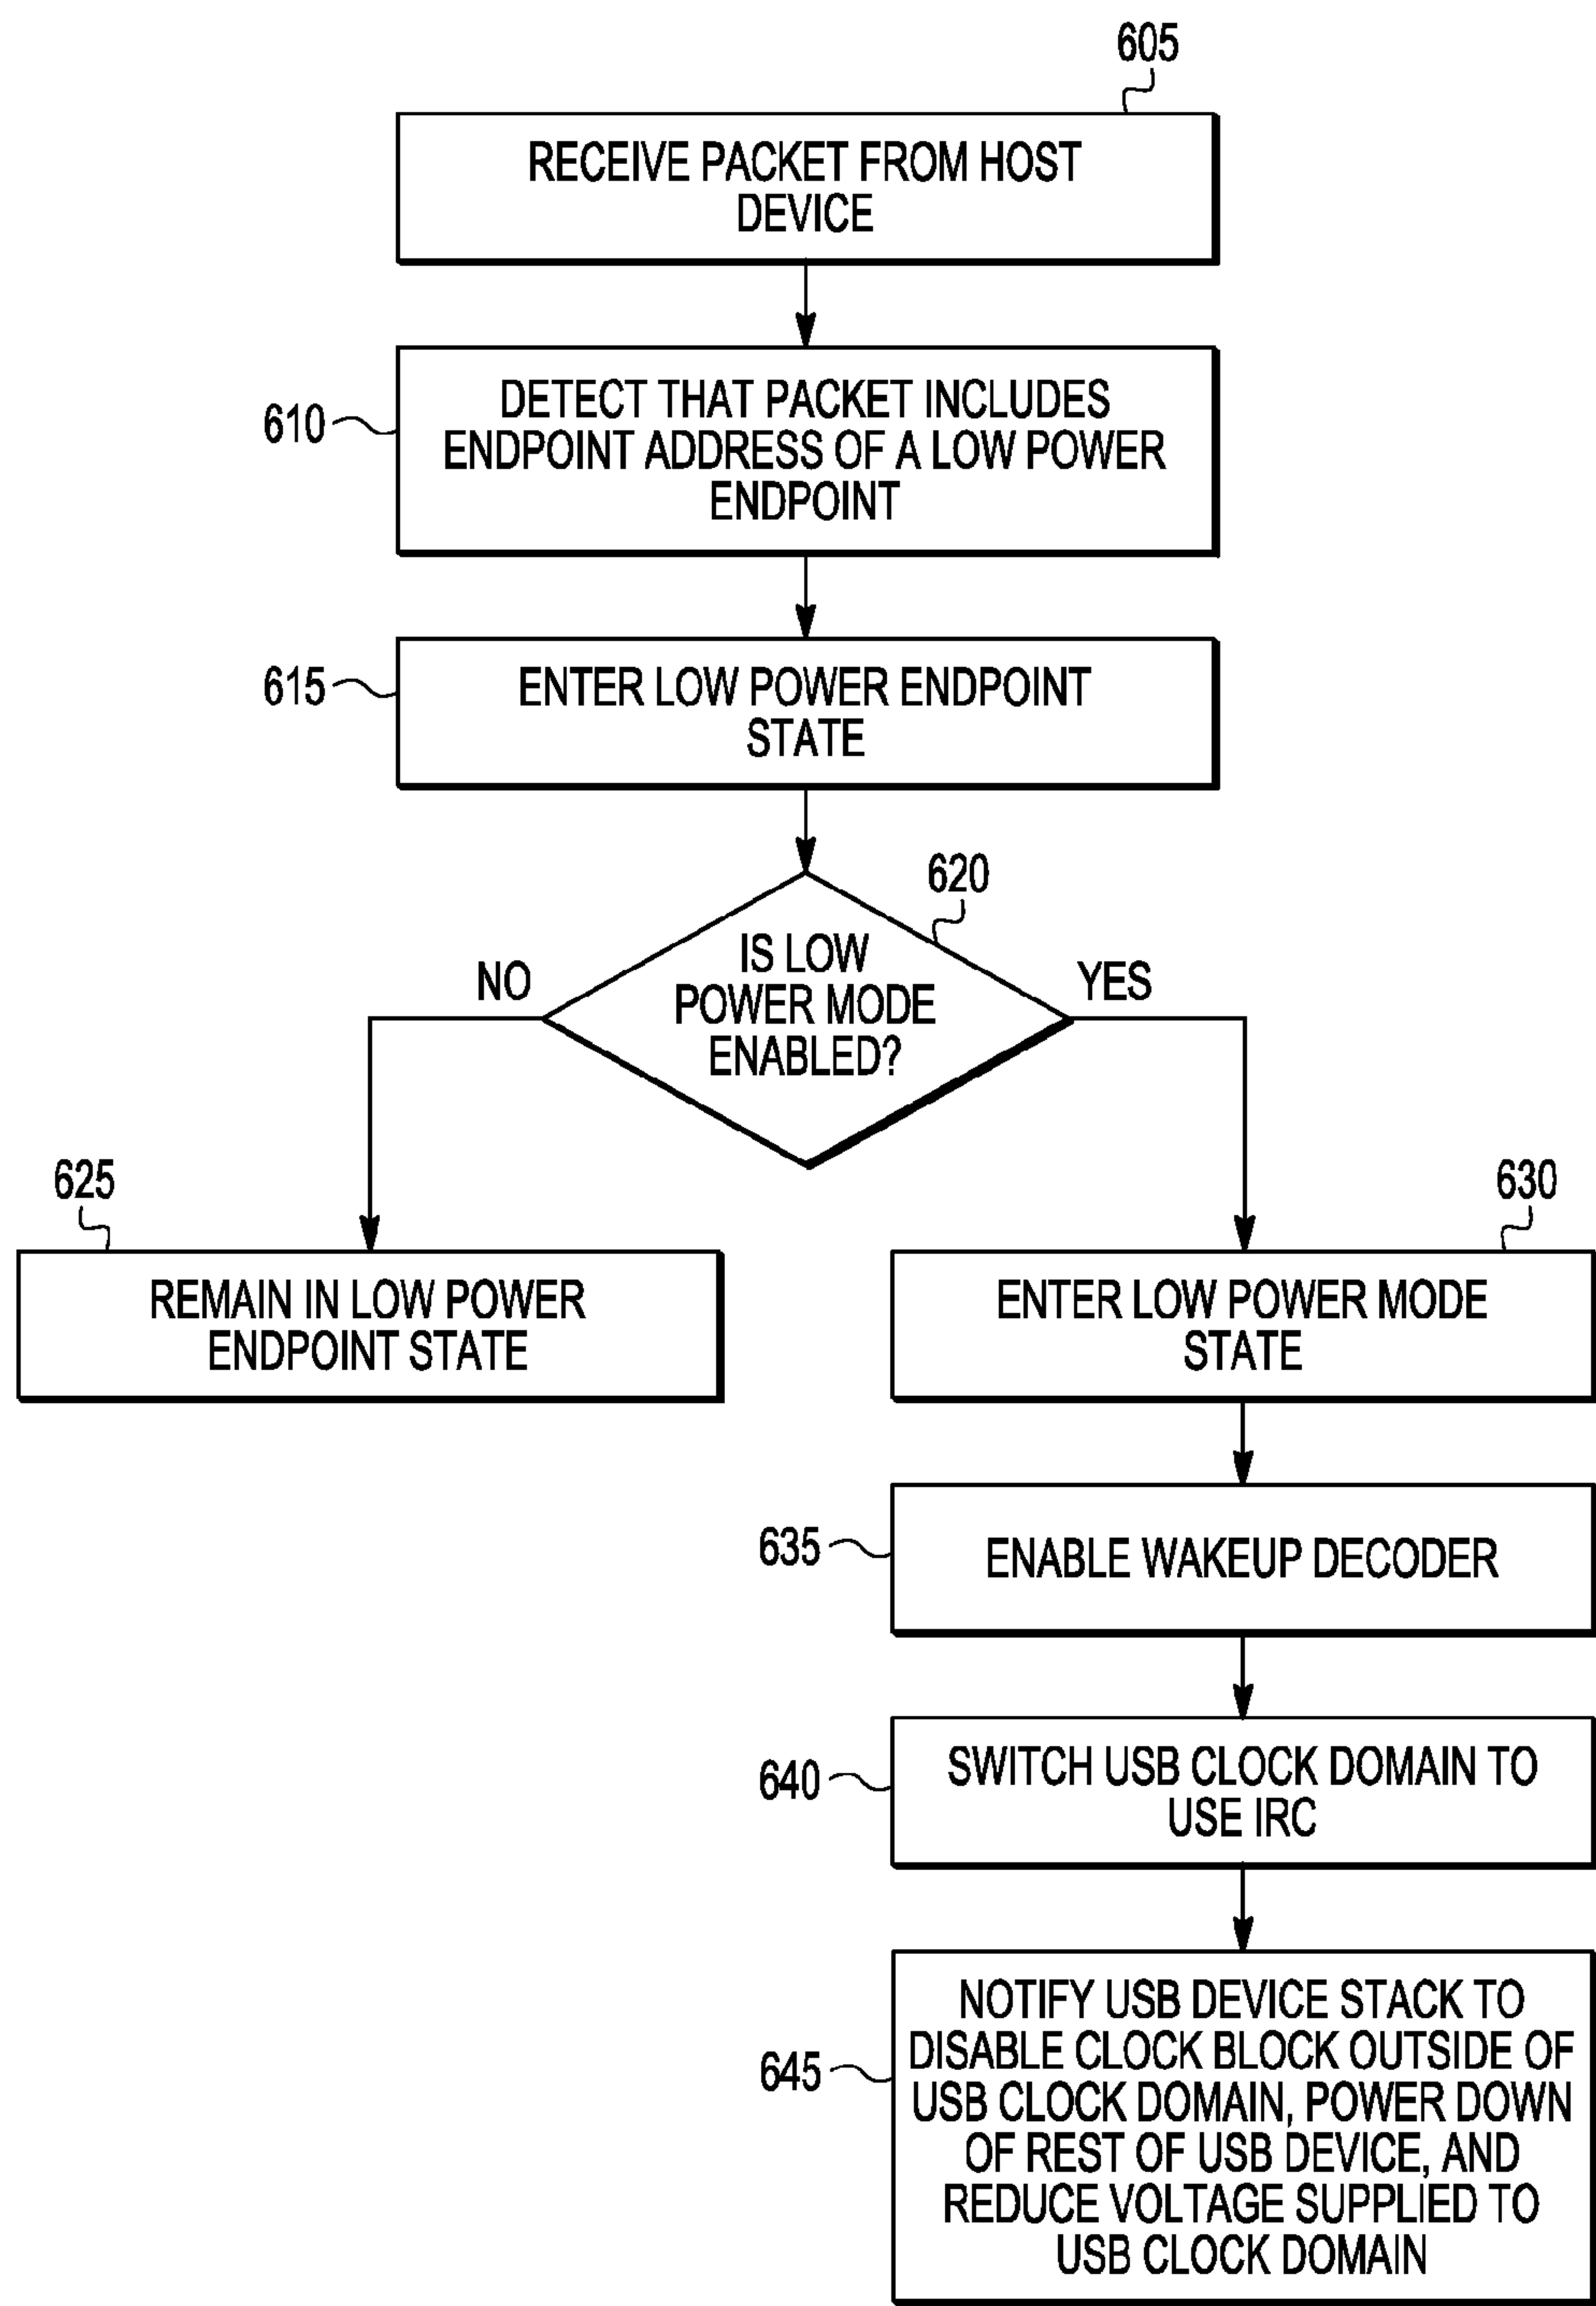 605
RECEIVE PACKET FROM HOST
DEVICE
610
DETECT THAT PACKET INCLUDES
ENDPOINT ADDRESS OF A LOW POWER
ENDPOINT
615
ENTER LOW POWER ENDPOINT
STATE
620
IS LOW
POWER MODE
ENABLED?
NO
YES
625
REMAIN IN LOW POWER
ENDPOINT STATE
630
ENTER LOW POWER MODE
STATE
635
ENABLE WAKEUP DECODER
640
SWITCH USB CLOCK DOMAIN TO
USE IRC
645
NOTIFY USB DEVICE STACK TO
DISABLE CLOCK BLOCK OUTSIDE OF
USB CLOCK DOMAIN, POWER DOWN
OF REST OF USB DEVICE, AND
REDUCE VOLTAGE SUPPLIED TO
USB CLOCK DOMAIN